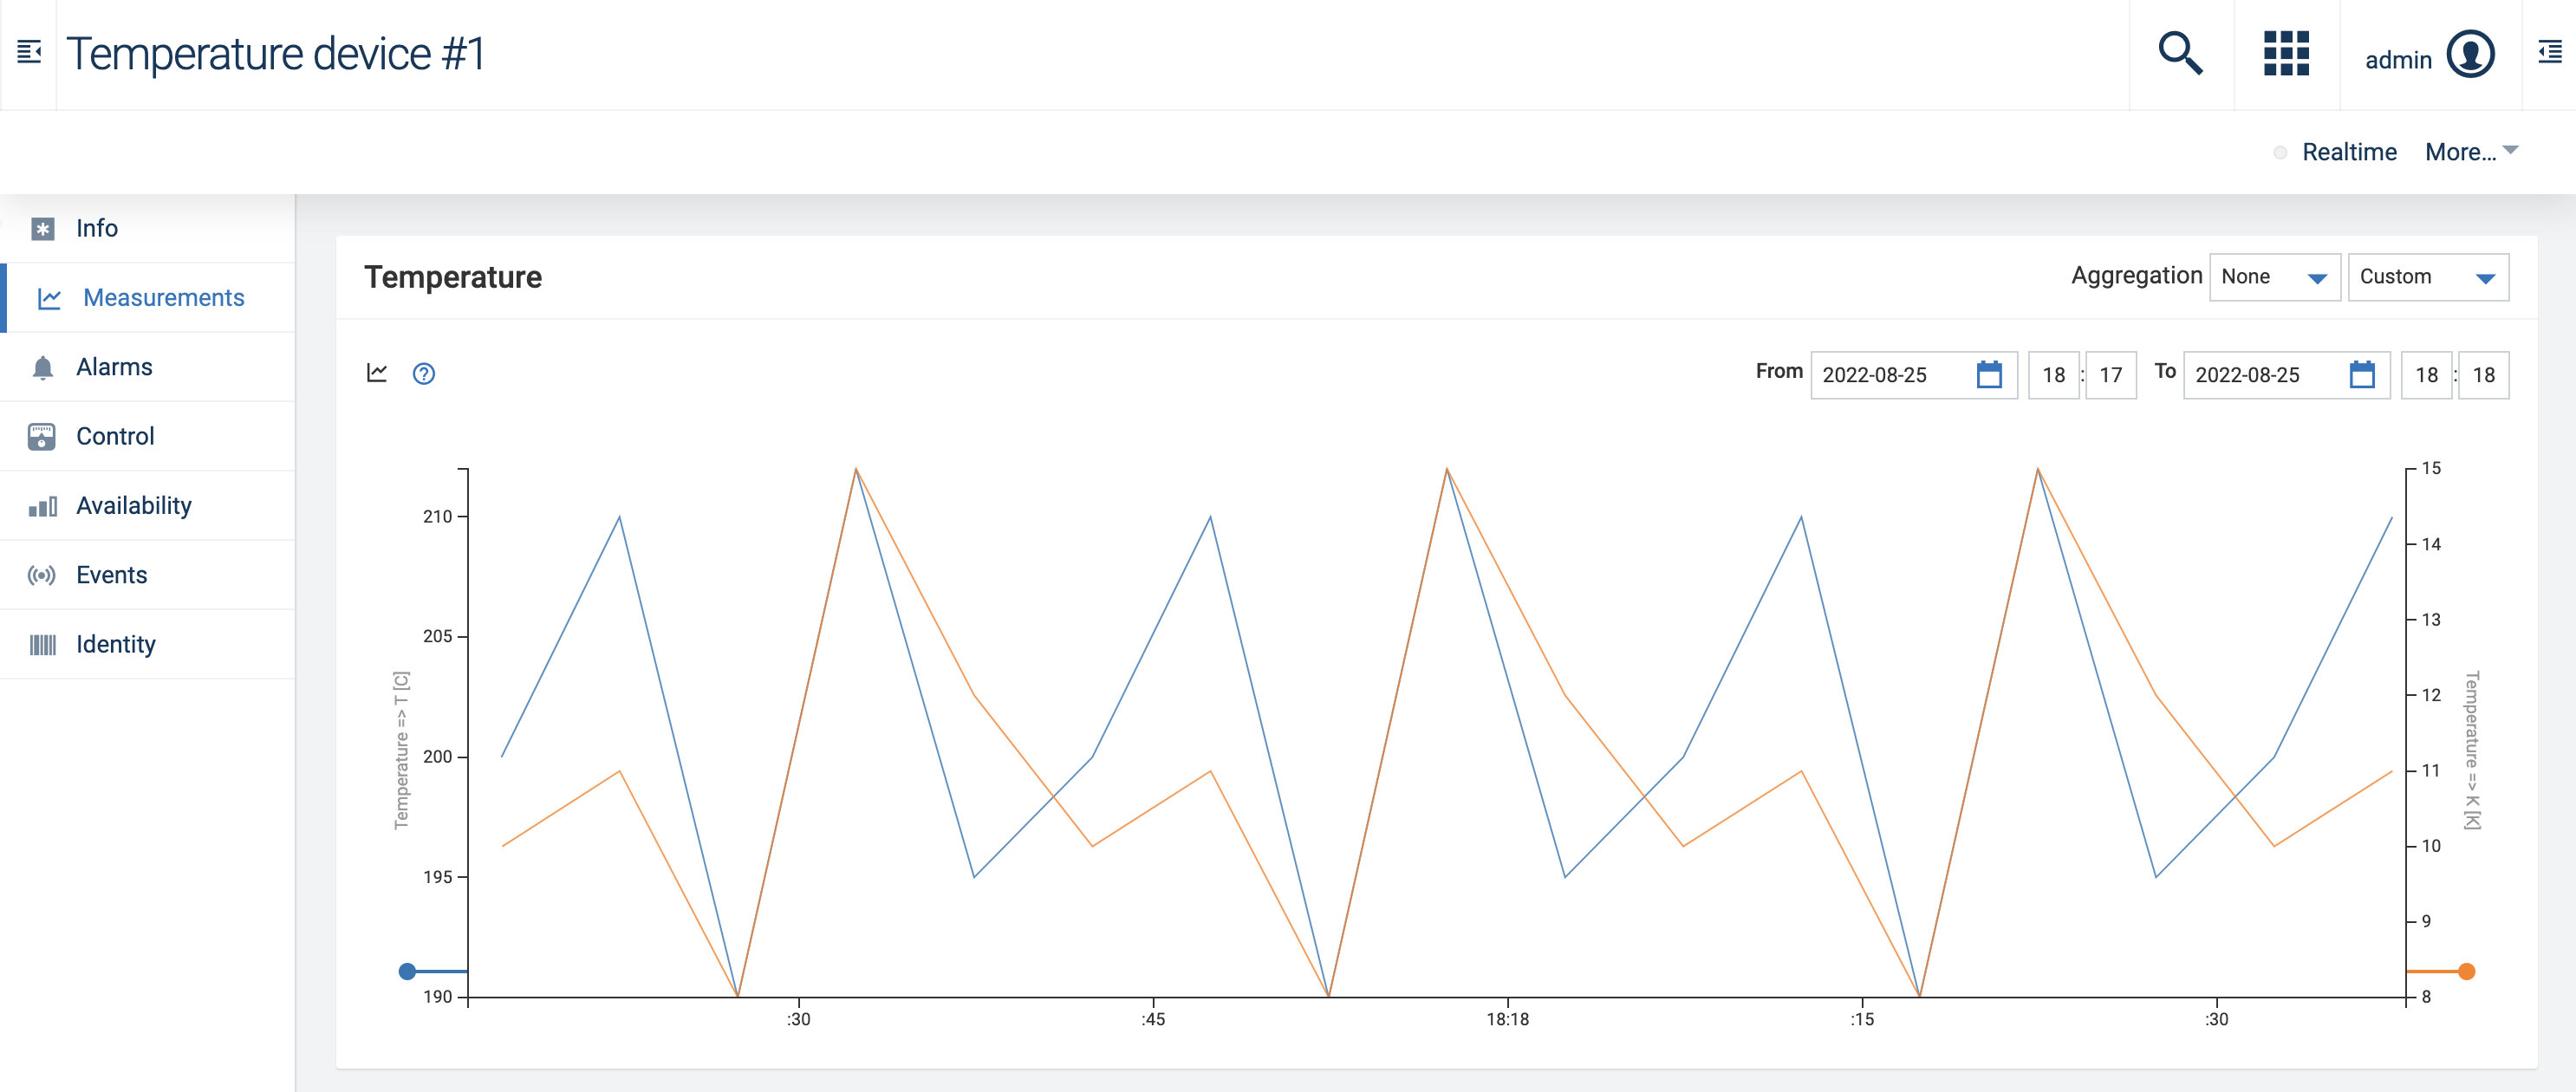 Temperature device #1
admin
Realtime More...
Info
Measurements
Alarms
Control
Availability
Events
Identity
Temperature
Aggregation None Custom
From 2022-08-25 18 : 17 To 2022-08-25 18 : 18
210
205
200
195
190
Temperature => T [C]
15
14
13
12
11
10
9
8
Temperature => K [K]
:30 :45 18:18 :15 :30